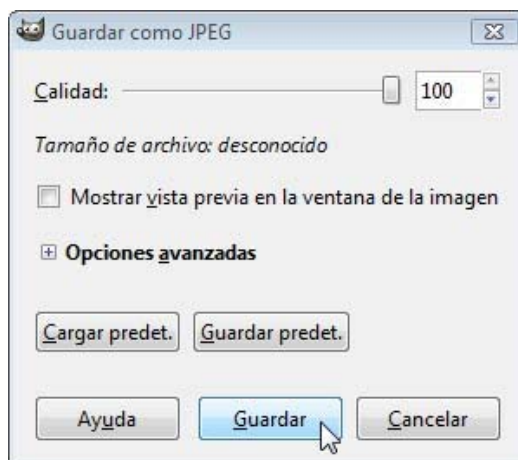 Guardar como JPEG
Calidad: 100
Tamaño de archivo: desconocido
Mostrar vista previa en la ventana de la imagen
Opciones avanzadas
Cargar predet. Guardar predet.
Ayuda Guardar Cancelar